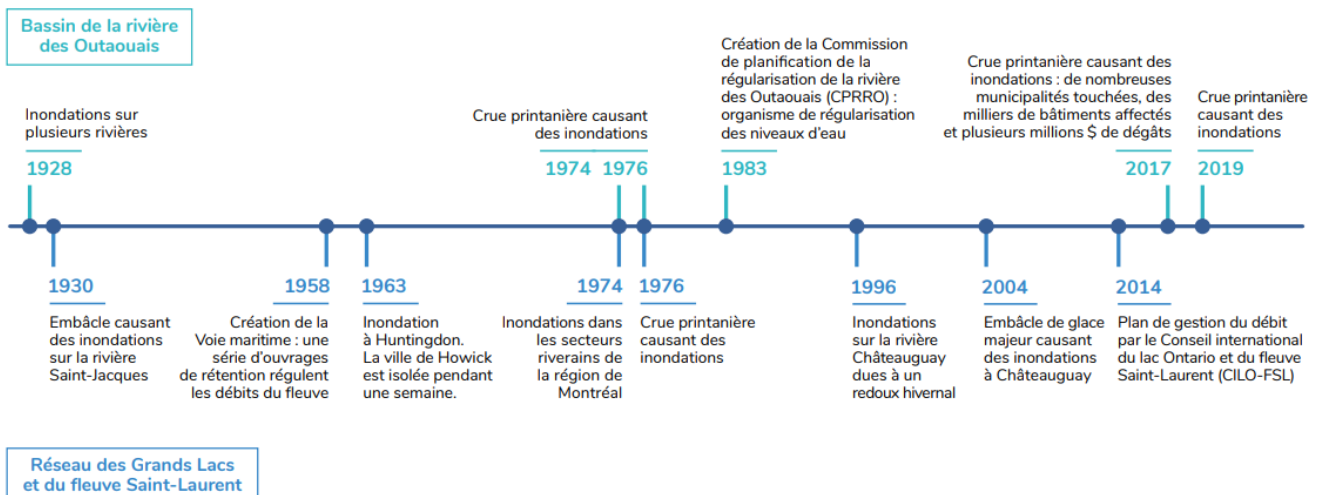 Bassin de la rivière
des Outaouais
Inondations sur
plusieurs rivières
1928
Crue printanière causant
des inondations
1974 1976
Création de la Commission
de planification de la
régularisation de la rivière
des Outaouais (CPRRO) :
organisme de régularisation
des niveaux d'eau
1983
Crue printanière causant des
inondations : de nombreuses
municipalités touchées, des
milliers de bâtiments affectés
et plusieurs millions $ de dégâts
2017
Crue printanière
causant des
inondations
2019
1930
Embâcle causant
des inondations
sur la rivière
Saint-Jacques
1958
Création de la
Voie maritime : une
série d'ouvrages
de rétention régulent
les débits du fleuve
1963
Inondation
à Huntingdon.
La ville de Howick
est isolée pendant
une semaine.
1974
Inondations dans
les secteurs
riverains de
la région de
Montréal
1976
Crue printanière
causant des
inondations
1996
Inondations
sur la rivière
Châteauguay
dues à un
redoux hivernal
2004
Embâcle de glace
majeur causant
des inondations
à Châteauguay
2014
Plan de gestion du débit
par le Conseil international
du lac Ontario et du fleuve
Saint-Laurent (CILO-FSL)
Réseau des Grands Lacs
et du fleuve Saint-Laurent